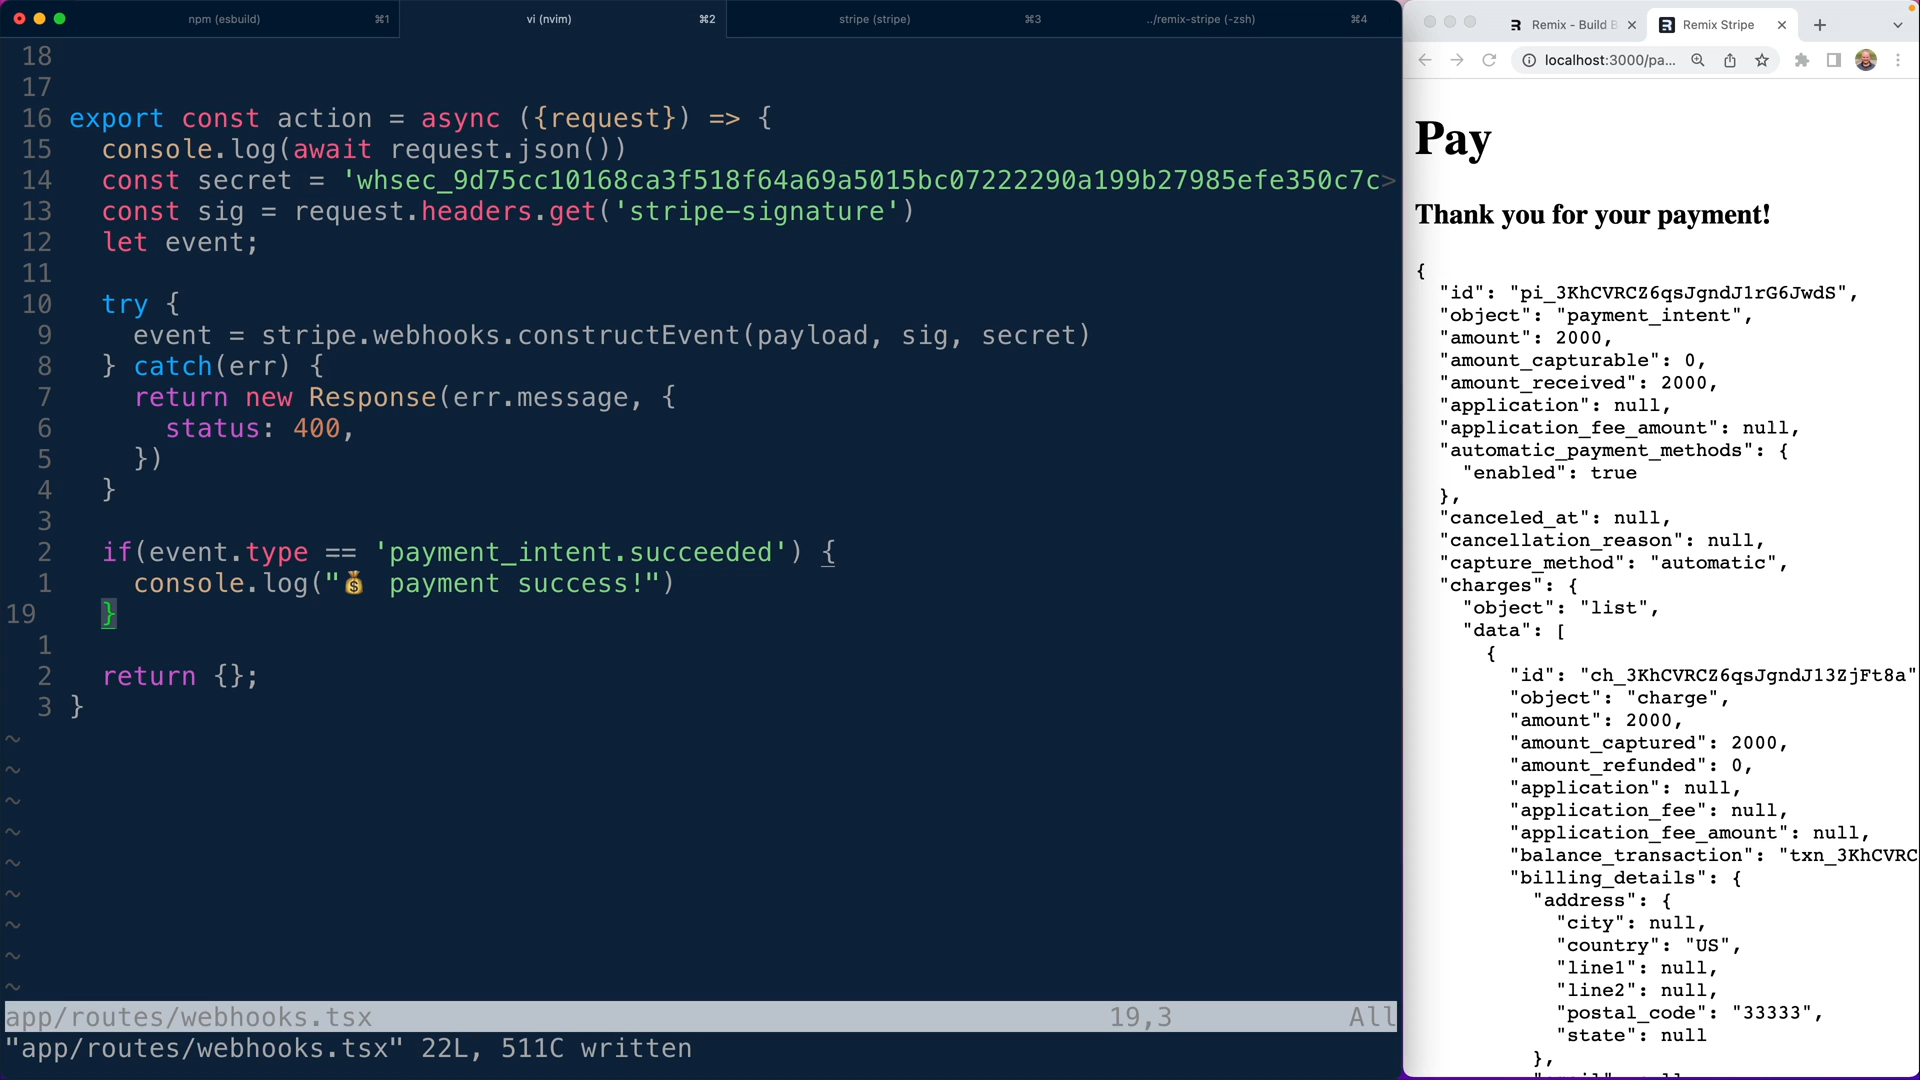 npm (esbuild) ⌘1
vi (nvim) ⌘2
stripe (stripe) ⌘3
../remix-stripe (-zsh) ⌘4
18
17
16 export const action = async ({request}) => {
15 console.log(await request.json())
14 const secret = 'whsec_9d75cc10168ca3f518f64a69a5015bc07222290a199b27985efe350c7c>
13 const sig = request.headers.get('stripe-signature')
12 let event;
11
10 try {
9 event = stripe.webhooks.constructEvent(payload, sig, secret)
8 } catch(err) {
7 return new Response(err.message, {
6 status: 400,
5 })
4 }
3
2 if(event.type == 'payment_intent.succeeded') {
1 console.log("💰 payment success!")
19 }
1
2 return {};
3 }
~
~
~
~
~
~
~
~
~
app/routes/webhooks.tsx 19,3 All
"app/routes/webhooks.tsx" 22L, 511C written
Remix - Build B
Remix Stripe
localhost:3000/pa...
Pay
Thank you for your payment!
{
"id": "pi_3KhCVRCZ6qsJgndJ1rG6JwdS",
"object": "payment_intent",
"amount": 2000,
"amount_capturable": 0,
"amount_received": 2000,
"application": null,
"application_fee_amount": null,
"automatic_payment_methods": {
"enabled": true
},
"canceled_at": null,
"cancellation_reason": null,
"capture_method": "automatic",
"charges": {
"object": "list",
"data": [
{
"id": "ch_3KhCVRCZ6qsJgndJ13ZjFt8a"
"object": "charge",
"amount": 2000,
"amount_captured": 2000,
"amount_refunded": 0,
"application": null,
"application_fee": null,
"application_fee_amount": null,
"balance_transaction": "txn_3KhCVRC
"billing_details": {
"address": {
"city": null,
"country": "US",
"line1": null,
"line2": null,
"postal_code": "33333",
"state": null
},